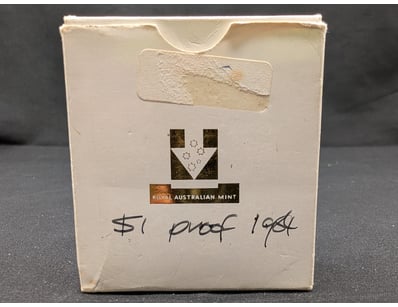 ROYAL AUSTRALIAN MINT
$1 proof 1984